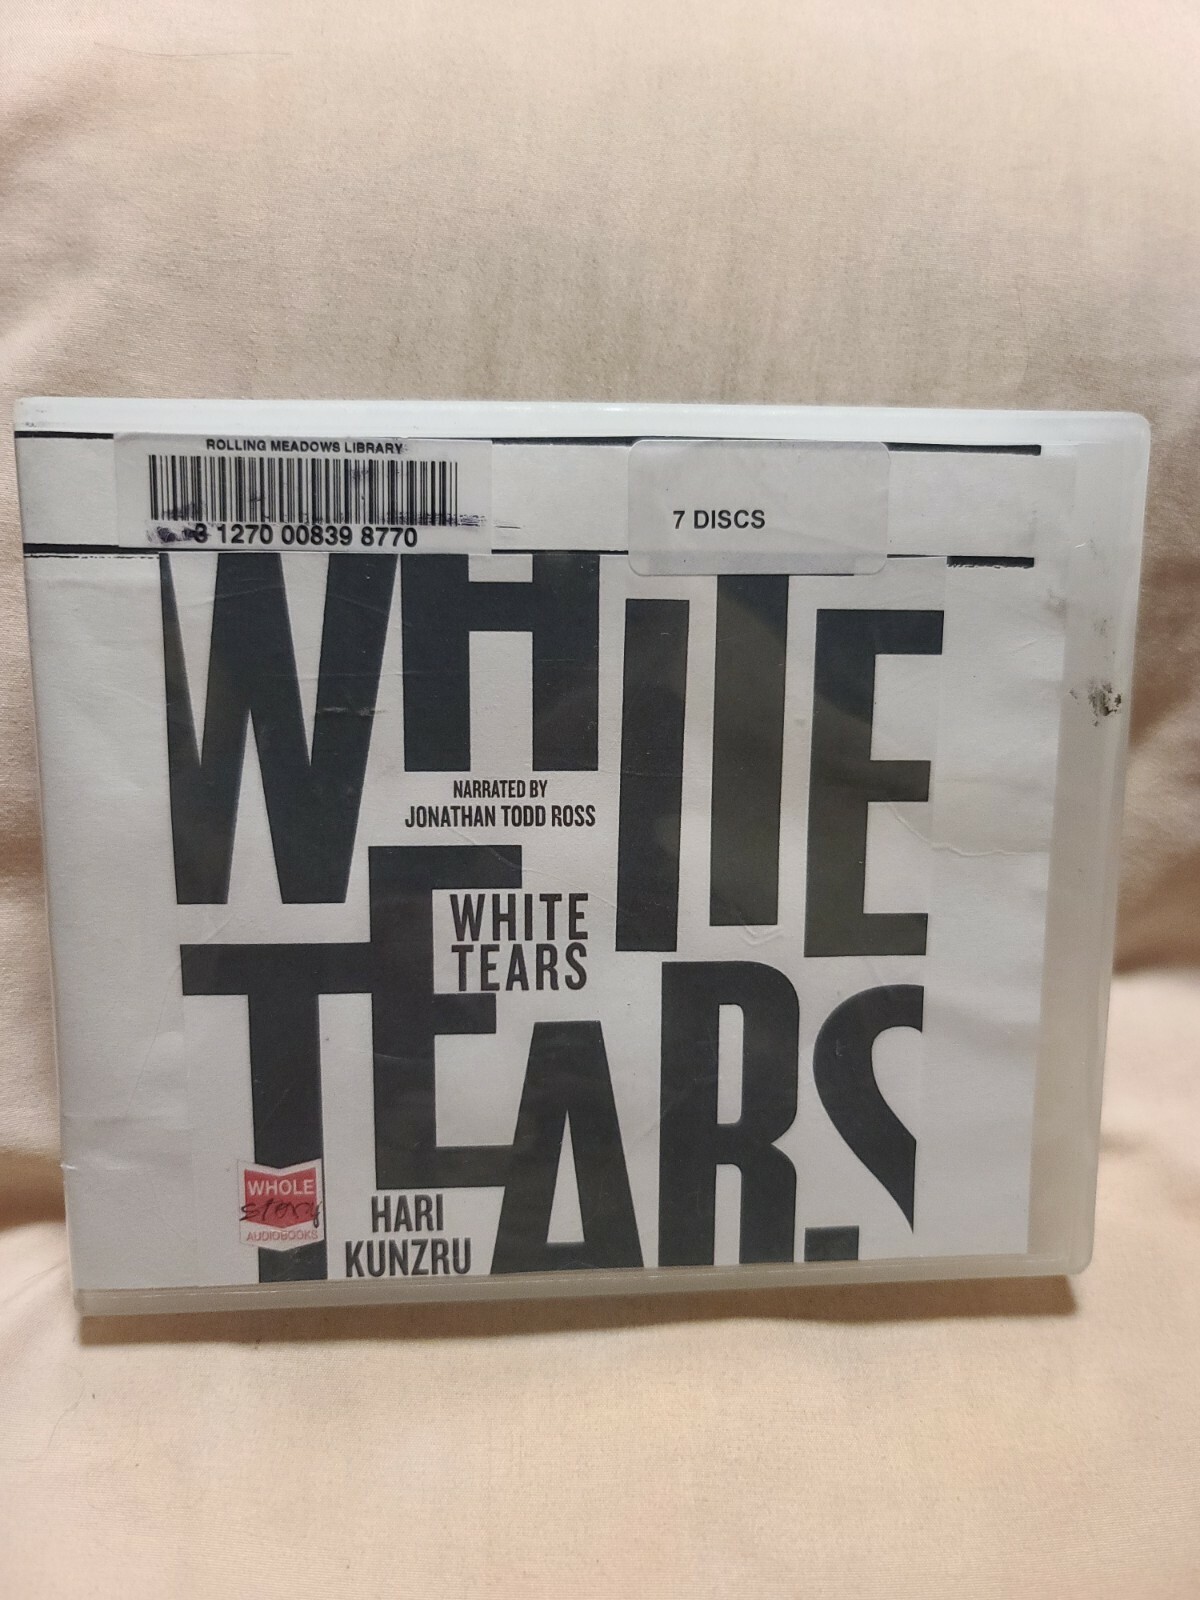 ROLLING MEADOWS LIBRARY
3 1270 00839 8770
7 DISCS
WHITE
NARRATED BY
JONATHAN TODD ROSS
WHITE
TEARS
TEARS
WHOLE
story
AUDIOBOOKS
HARI
KUNZRU